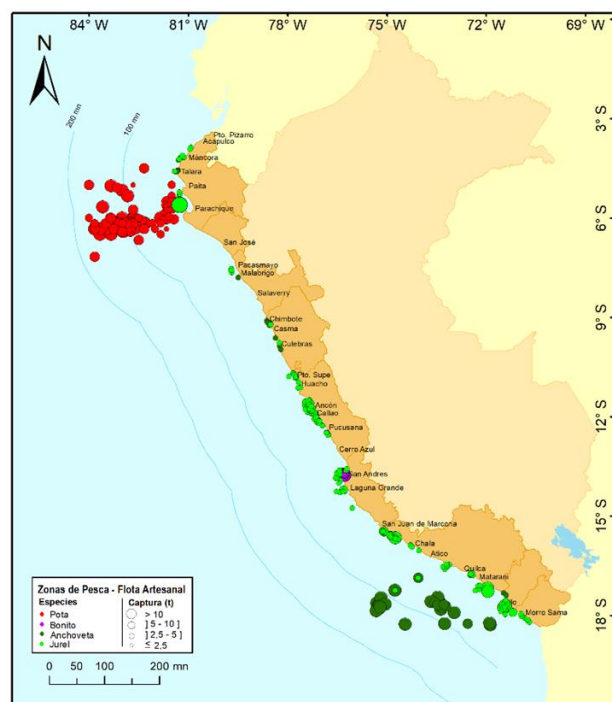 84° W 81°W 78°W 75°W 72°W 69°W
N
200 mn
100 mn
3°S
6°S
9°S
12°S
15°S
18°S
Pto. Pizarro
Acapulco
Máncora
Talara
Paita
Parachique
San José
Pacasmayo
Malabrigo
Salaverry
Chimbote
Casma
Culebras
Pto. Supe
Huacho
Ancón
Callao
Pucusana
Cerro Azul
San Andres
Laguna Grande
San Juan de Marcona
Chala
Atico
Quilca
Matarani
Ilo
Morro Sama
Zonas de Pesca - Flota Artesanal
Especies
Pota
Bonito
Anchoveta
Jurel
Captura (t)
> 10
] 5 - 10 ]
] 2,5 - 5 ]
≤ 2,5
0 50 100 200 mn